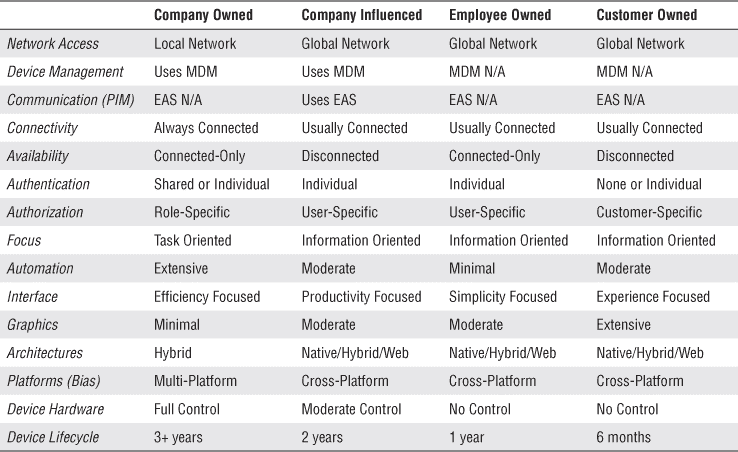 Company Owned Company Influenced Employee Owned Customer Owned
Network Access Local Network Global Network Global Network Global Network
Device Management Uses MDM Uses MDM MDM N/A MDM N/A
Communication (PIM) EAS N/A Uses EAS EAS N/A EAS N/A
Connectivity Always Connected Usually Connected Usually Connected Usually Connected
Availability Connected-Only Disconnected Connected-Only Disconnected
Authentication Shared or Individual Individual Individual None or Individual
Authorization Role-Specific User-Specific User-Specific Customer-Specific
Focus Task Oriented Information Oriented Information Oriented Information Oriented
Automation Extensive Moderate Minimal Moderate
Interface Efficiency Focused Productivity Focused Simplicity Focused Experience Focused
Graphics Minimal Moderate Moderate Extensive
Architectures Hybrid Native/Hybrid/Web Native/Hybrid/Web Native/Hybrid/Web
Platforms (Bias) Multi-Platform Cross-Platform Cross-Platform Cross-Platform
Device Hardware Full Control Moderate Control No Control No Control
Device Lifecycle 3+ years 2 years 1 year 6 months